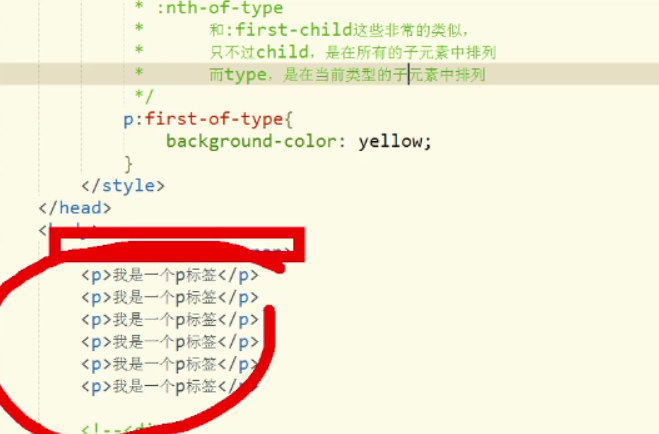 * :nth-of-type
* 和:first-child这些非常的类似,
* 只不过child，是在所有的子元素中排列
* 而type，是在当前类型的子元素中排列
*/
p:first-of-type{
background-color: yellow;
}
</style>
</head>
<p>我是一个p标签</p>
<p>我是一个p标签</p>
<p>我是一个p标签</p>
<p>我是一个p标签</p>
<p>我是一个p标签</p>
<p>我是一个p标签</p>